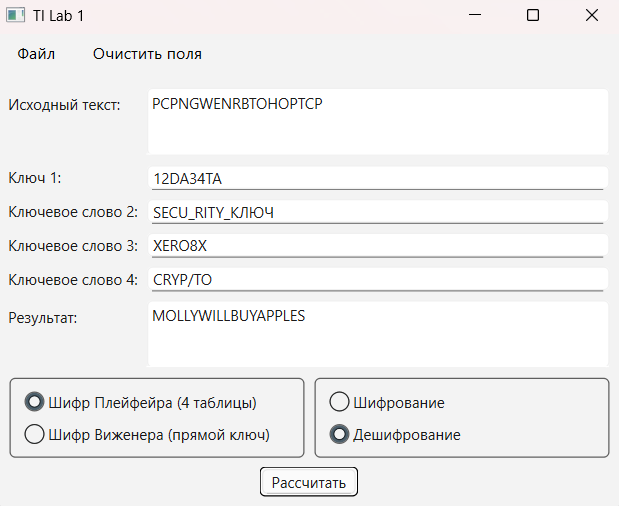 TI Lab 1
Файл Очистить поля
Исходный текст: PCPNGWENRBTOHOPTCP
Ключ 1: 12DA34TA
Ключевое слово 2: SECU_RITY_КЛЮЧ
Ключевое слово 3: XERO8X
Ключевое слово 4: CRYP/TO
Результат: MOLLYWILLBUYAPPLES
Шифр Плейфейра (4 таблицы) Шифрование
Шифр Виженера (прямой ключ) Дешифрование
Рассчитать